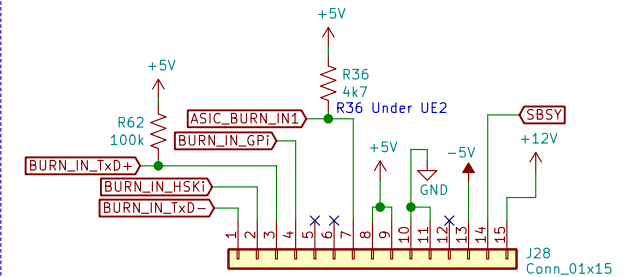 +5V
+5V
R36
4k7
R36 Under UE2
ASIC_BURN_IN1
SBSY
R62
100k
BURN_IN_GPi
+5V
-5V
+12V
BURN_IN_TxD+
GND
BURN_IN_HSKi
BURN_IN_TxD-
1
2
3
4
5
6
7
8
9
10
11
12
13
14
15
J28
Conn_01x15